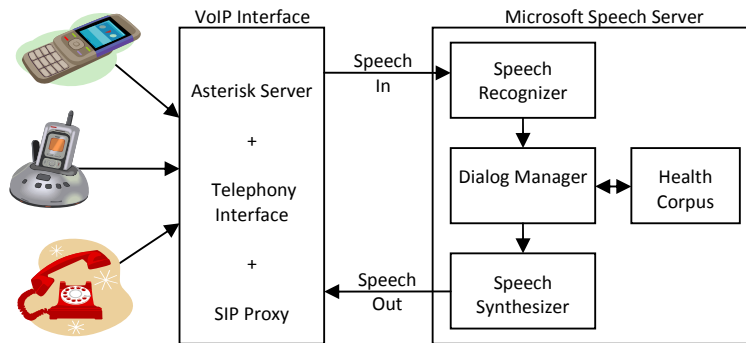 VoIP Interface
Asterisk Server
+
Telephony
Interface
+
SIP Proxy
Speech
In
Speech
Out
Microsoft Speech Server
Speech
Recognizer
Dialog Manager
Health
Corpus
Speech
Synthesizer